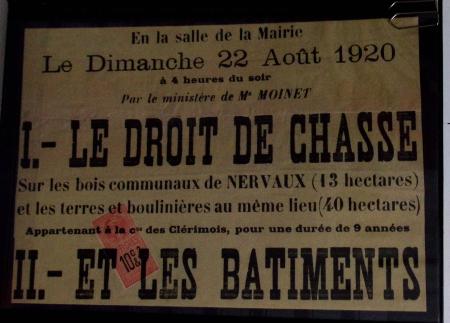 En la salle de la Mairie
Le Dimanche 22 Août 1920
à 4 heures du soir
Par le ministère de Me MOINET
I.- LE DROIT DE CHASSE
Sur les bois communaux de NERVAUX (13 hectares)
et les terres et boulinières au même lieu (40 hectares)
Appartenant à la cne des Clérimois, pour une durée de 9 années
10c
II.- ET LES BATIMENTS